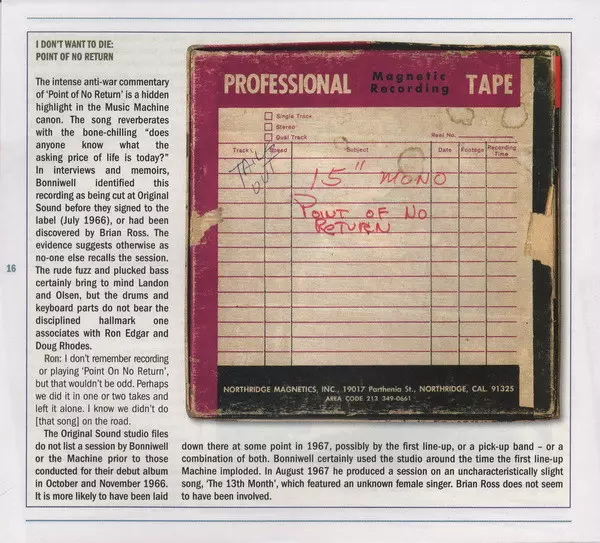 I DON'T WANT TO DIE:
POINT OF NO RETURN
The intense anti-war commentary
of 'Point of No Return' is a hidden
highlight in the Music Machine
canon. The song reverberates
with the bone-chilling "does
anyone know what the
asking price of life is today?"
In interviews and memoirs,
Bonniwell identified this
recording as being cut at Original
Sound before they signed to the
label (July 1966), or had been
discovered by Brian Ross. The
evidence suggests otherwise as
no-one else recalls the session.
The rude fuzz and plucked bass
certainly bring to mind Landon
and Olsen, but the drums and
keyboard parts do not bear the
disciplined hallmark one
associates with Ron Edgar and
Doug Rhodes.
Ron: I don't remember recording
or playing 'Point On No Return',
but that wouldn't be odd. Perhaps
we did it in one or two takes and
left it alone. I know we didn't do
[that song] on the road.
The Original Sound studio files
do not list a session by Bonniwell
or the Machine prior to those
conducted for their debut album
in October and November 1966.
It is more likely to have been laid
down there at some point in 1967, possibly by the first line-up, or a pick-up band – or a
combination of both. Bonniwell certainly used the studio around the time the first line-up
Machine imploded. In August 1967 he produced a session on an uncharacteristically slight
song, 'The 13th Month', which featured an unknown female singer. Brian Ross does not seem
to have been involved.
16
PROFESSIONAL Magnetic Recording TAPE
Single Track
Stereo
Dual Track
Reel No.
Track Speed Subject Date Footage Recording Time
TAILS
OUT
15" MONO
POINT OF NO
RETURN
NORTHRIDGE MAGNETICS, INC., 19017 Parthenia St., NORTHRIDGE, CAL. 91325
AREA CODE 213 349-0661